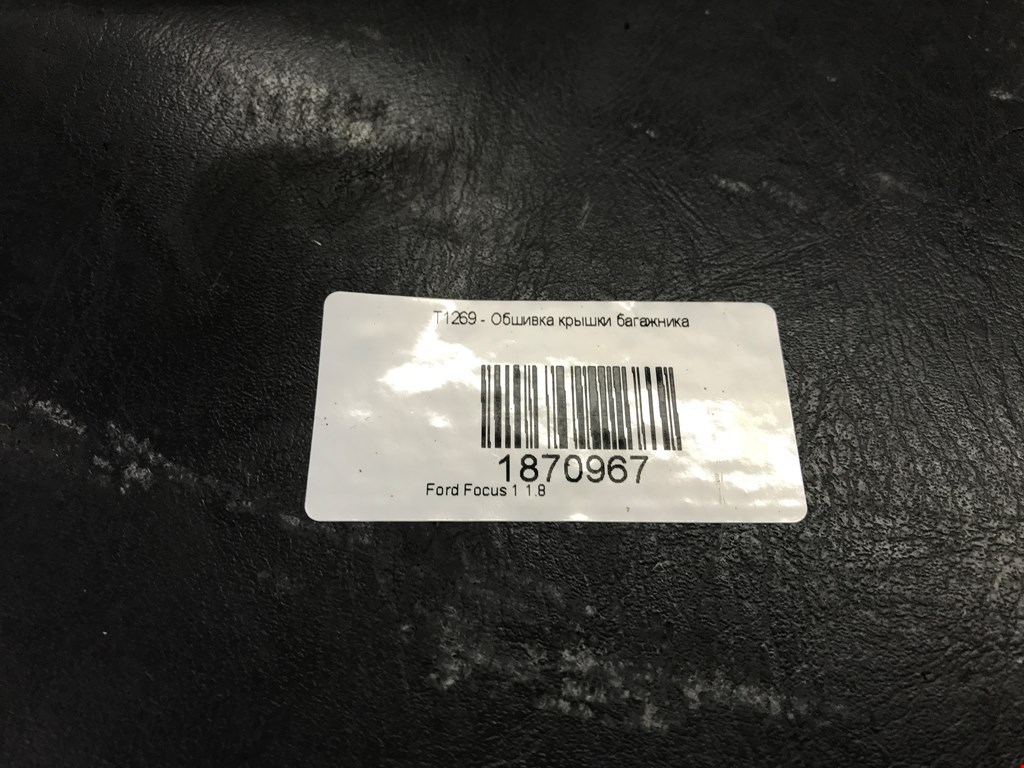 T1269 - Обшивка крышки багажника
1870967
Ford Focus 1 1.8